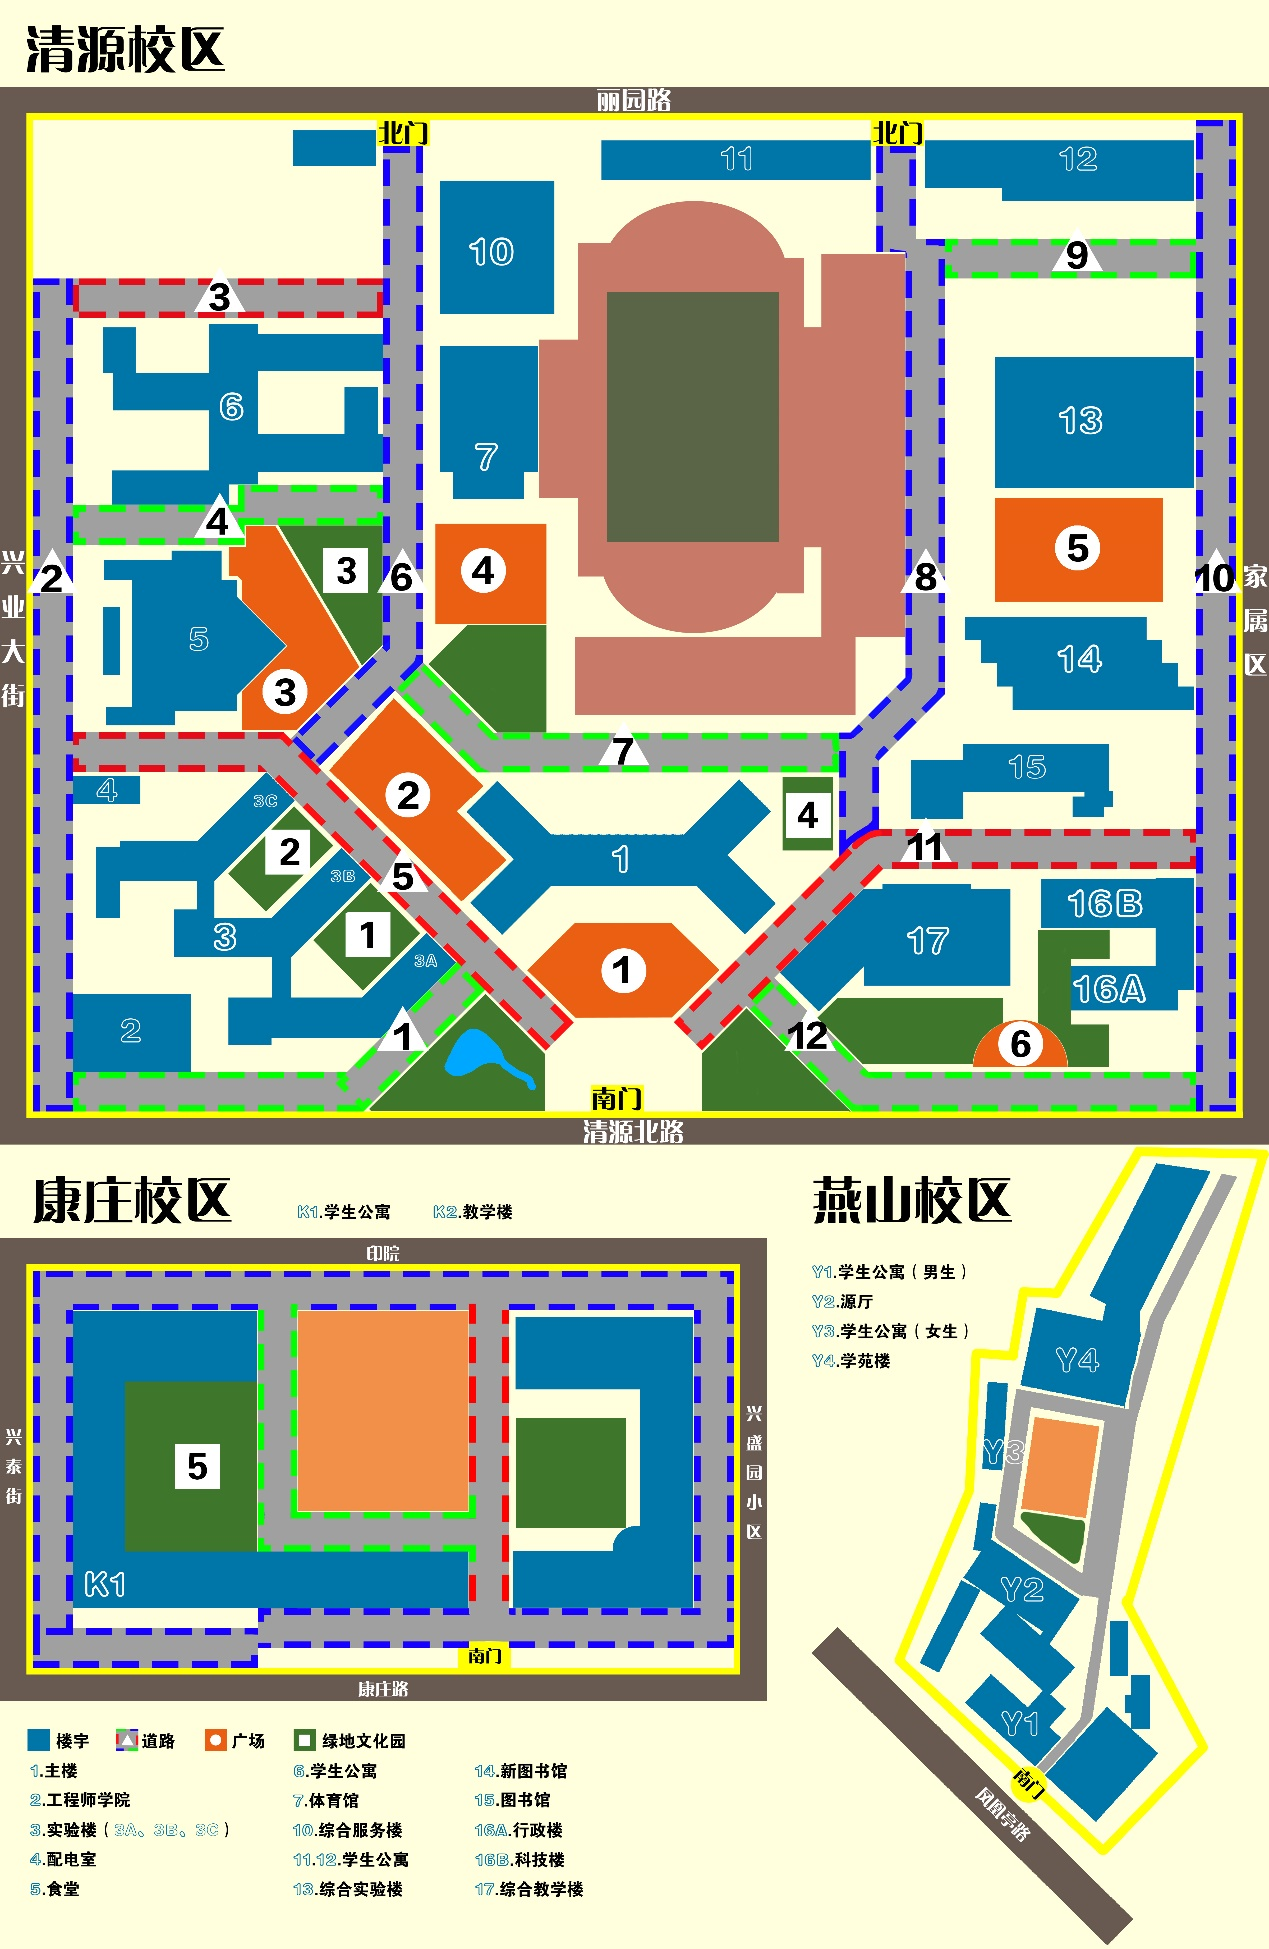 清源校区
丽园路
北门
北门
11
12
10
9
3
6
7
13
4
3
4
5
兴业大街
2
6
8
10
家属区
5
14
3
7
2
15
4
3C
4
2
1
11
3B
5
16B
3
1
17
3A
1
16A
2
1
12
6
南门
清源北路
康庄校区
K1.学生公寓
K2.教学楼
印院
兴泰街
5
兴盛园小区
K1
南门
康庄路
燕山校区
Y1.学生公寓（男生）
Y2.源厅
Y3.学生公寓（女生）
Y4.学苑楼
Y4
Y3
Y2
Y1
南门
凤凰亭路
楼宇
道路
广场
绿地文化园
1.主楼
2.工程师学院
3.实验楼（3A、3B、3C）
4.配电室
5.食堂
6.学生公寓
7.体育馆
10.综合服务楼
11.12.学生公寓
13.综合实验楼
14.新图书馆
15.图书馆
16A.行政楼
16B.科技楼
17.综合教学楼